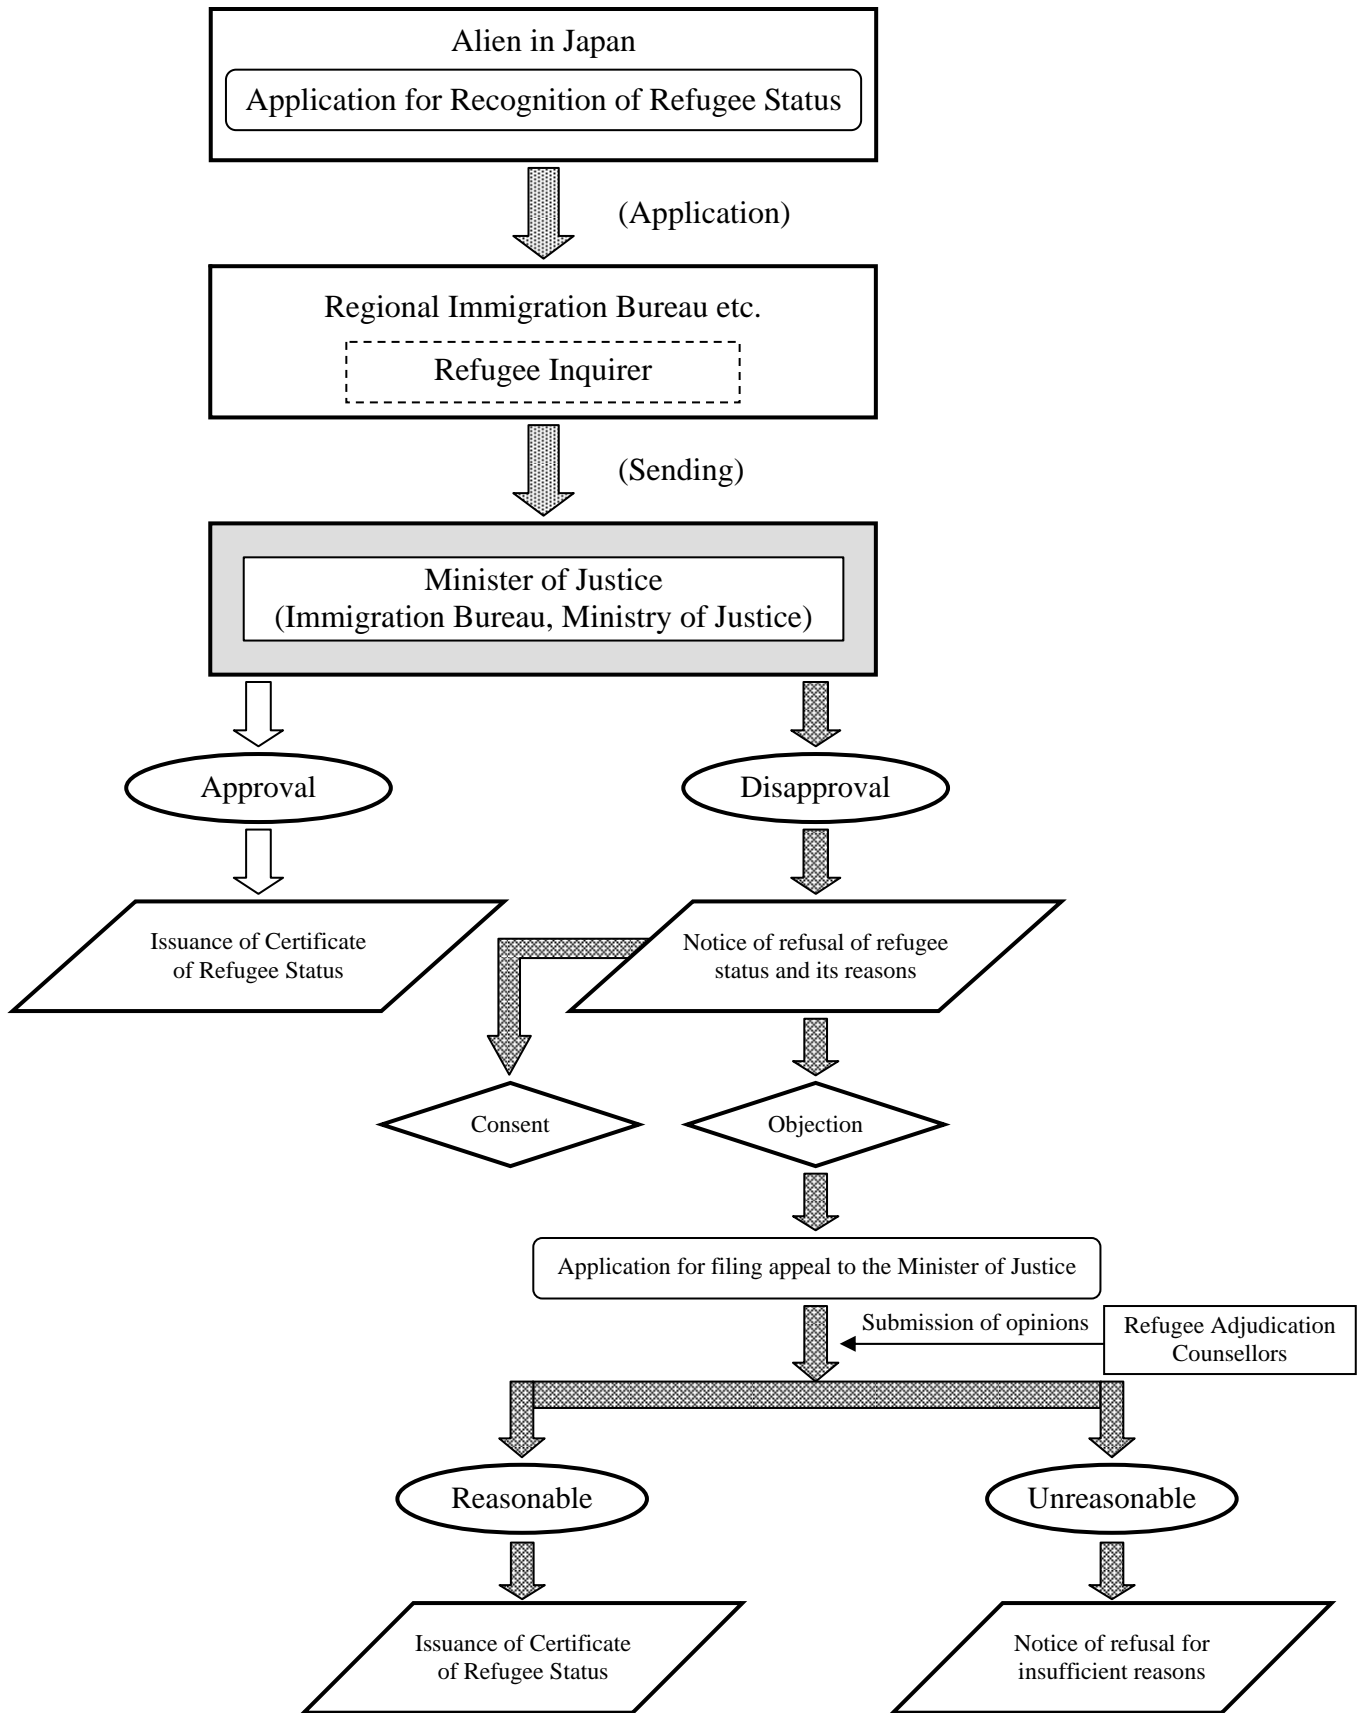 Alien in Japan
Application for Recognition of Refugee Status
(Application)
Regional Immigration Bureau etc.
Refugee Inquirer
(Sending)
Minister of Justice
(Immigration Bureau, Ministry of Justice)
Approval
Disapproval
Issuance of Certificate
of Refugee Status
Notice of refusal of refugee
status and its reasons
Consent
Objection
Application for filing appeal to the Minister of Justice
Submission of opinions
Refugee Adjudication
Counsellors
Reasonable
Unreasonable
Issuance of Certificate
of Refugee Status
Notice of refusal for
insufficient reasons